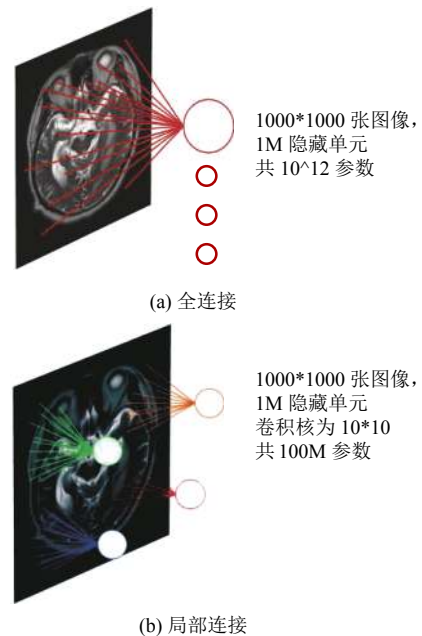 1000*1000 张图像,
1M 隐藏单元
共 10^12 参数
(a) 全连接
1000*1000 张图像,
1M 隐藏单元
卷积核为 10*10
共 100M 参数
(b) 局部连接